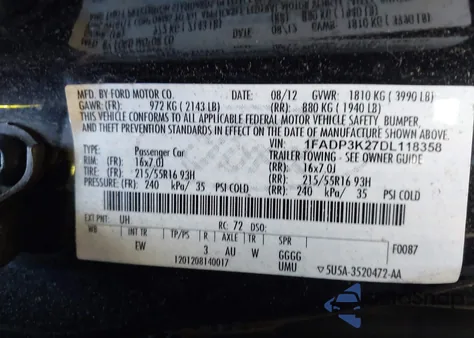 MFD. BY FORD MOTOR CO. 08/12 GVWR: 1810 KG ( 3990 LB)
GAWR: (FR): 972 KG ( 2143 LB) (RR): 880 KG ( 1940 LB)
THIS VEHICLE CONFORMS TO ALL APPLICABLE FEDERAL MOTOR VEHICLE SAFETY, BUMPER,
AND THEFT PREVENTION STANDARDS IN EFFECT ON THE DATE OF MANUFACTURE SHOWN ABOVE.
VIN: 1FADP3K27DL118358
TYPE: Passenger Car TRAILER TOWING - SEE OWNER GUIDE
RIM: (FR): 16x7.0J (RR): 16x7.0J
TIRE: (FR): 215/55R16 93H (RR): 215/55R16 93H
PRESSURE: (FR): 240 kPa/ 35 PSI COLD (RR): 240 kPa/ 35 PSI COLD
EXT PNT: UH RC: 72 DSO:
WB INT TR TP/PS R AXLE TR SPR F0087
EW 3 AU W GGGG
1201208140017 UMU 5U5A-3520472-AA
AutoSnap